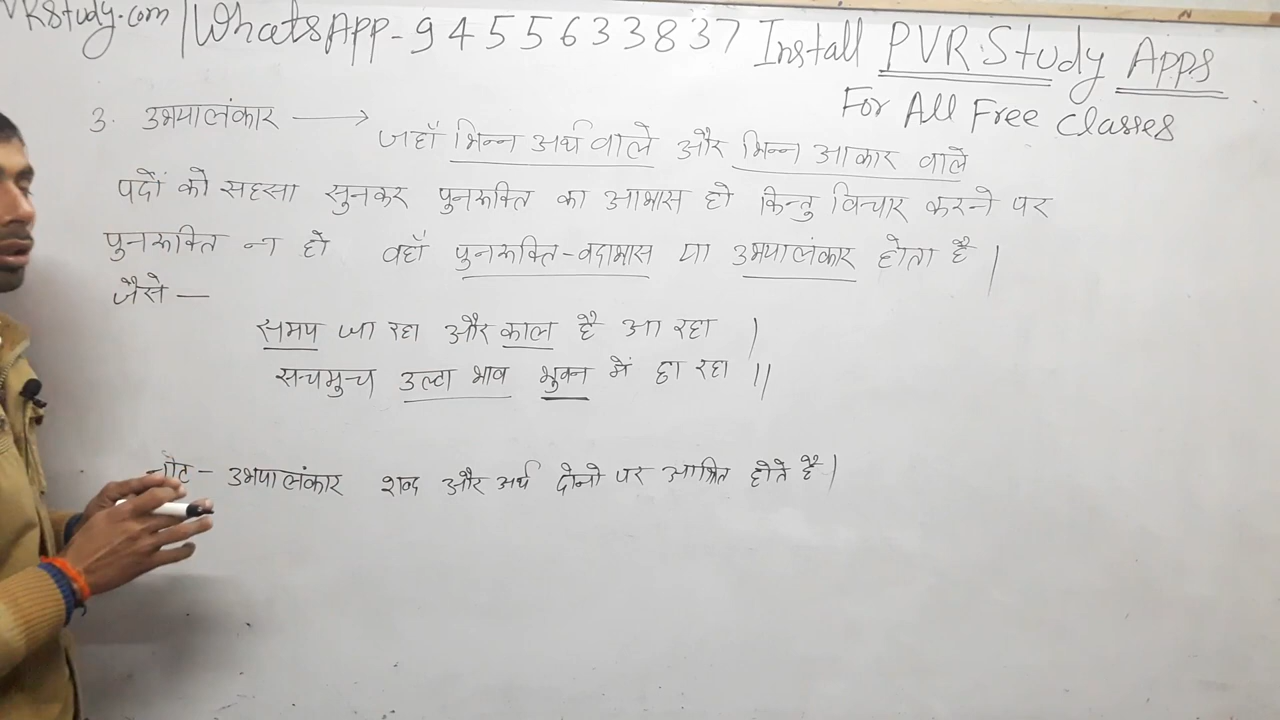 VRStudy.com | WhatsApp - 9455633837 Install PVR Study Apps
For All Free Classes
3. उभयालंकार → जहाँ भिन्न अर्थ वाले और भिन्न आकार वाले
पदों को सहसा सुनकर पुनरूक्ति का आभास हो किन्तु विचार करने पर
पुनरूक्ति न हो वहाँ पुनरूक्ति-वदाभास या उभयालंकार होता है |
जैसे —
समय जा रहा और काल है आ रहा |
सचमुच उल्टा भाव भुवन में छा रहा ||
नोट - उभयालंकार शब्द और अर्थ दोनो पर आश्रित होते है |